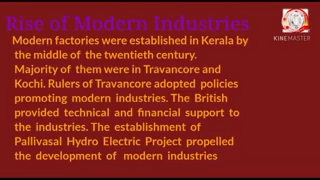 Rise of Modern Industries
KINEMASTER
Modern factories were established in Kerala by
the middle of the twentieth century.
Majority of them were in Travancore and
Kochi. Rulers of Travancore adopted policies
promoting modern industries. The British
provided technical and financial support to
the industries. The establishment of
Pallivasal Hydro Electric Project propelled
the development of modern industries